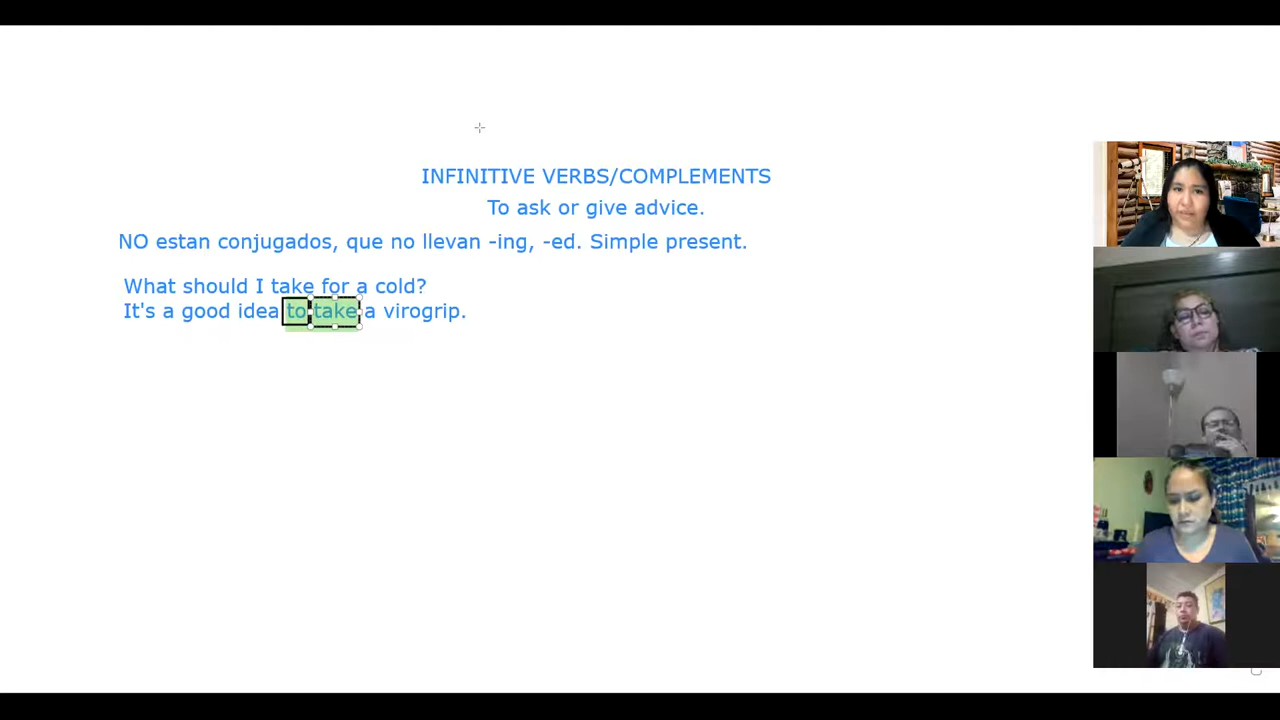 INFINITIVE VERBS/COMPLEMENTS
To ask or give advice.
NO estan conjugados, que no llevan -ing, -ed. Simple present.
What should I take for a cold?
It's a good idea to take a virogrip.